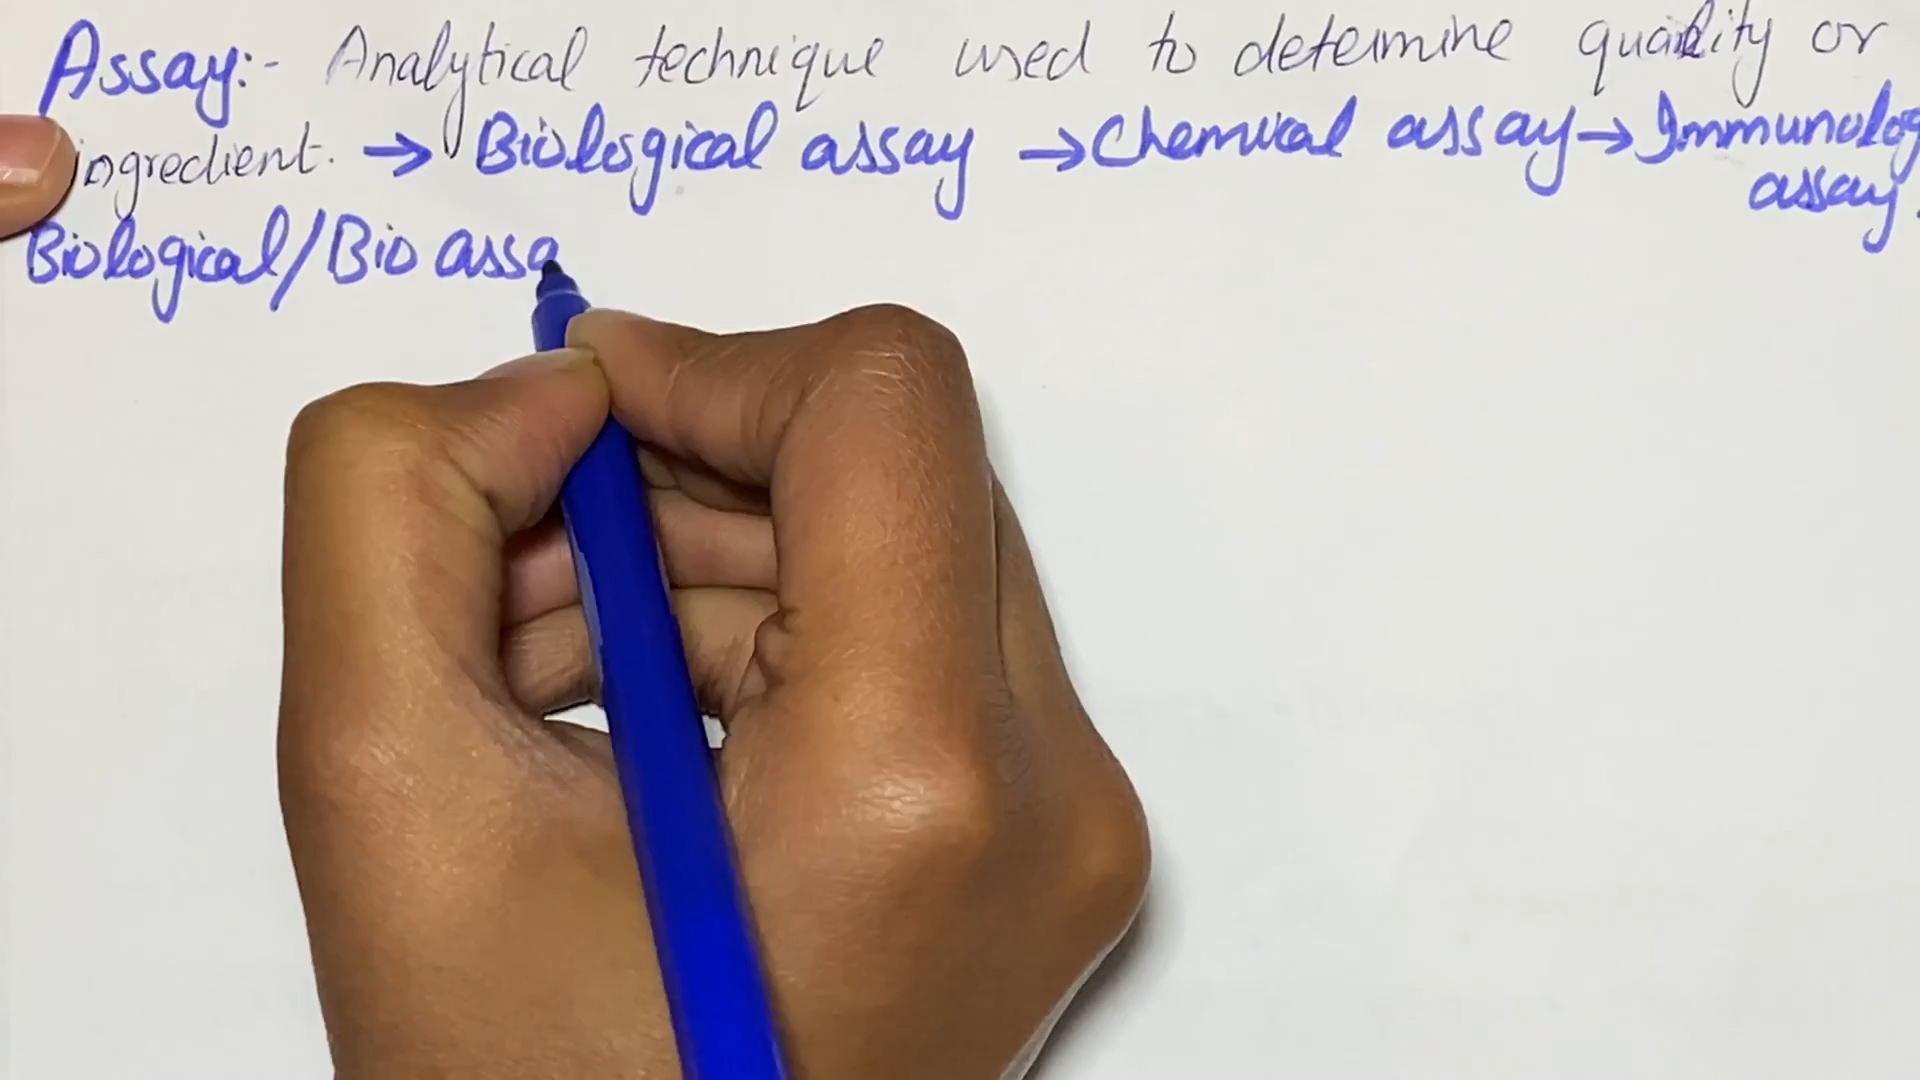 Assay:- Analytical technique used to determine quality or
ingredient. → Biological assay → Chemical assay → Immunolog
assay.
Biological/Bio assa